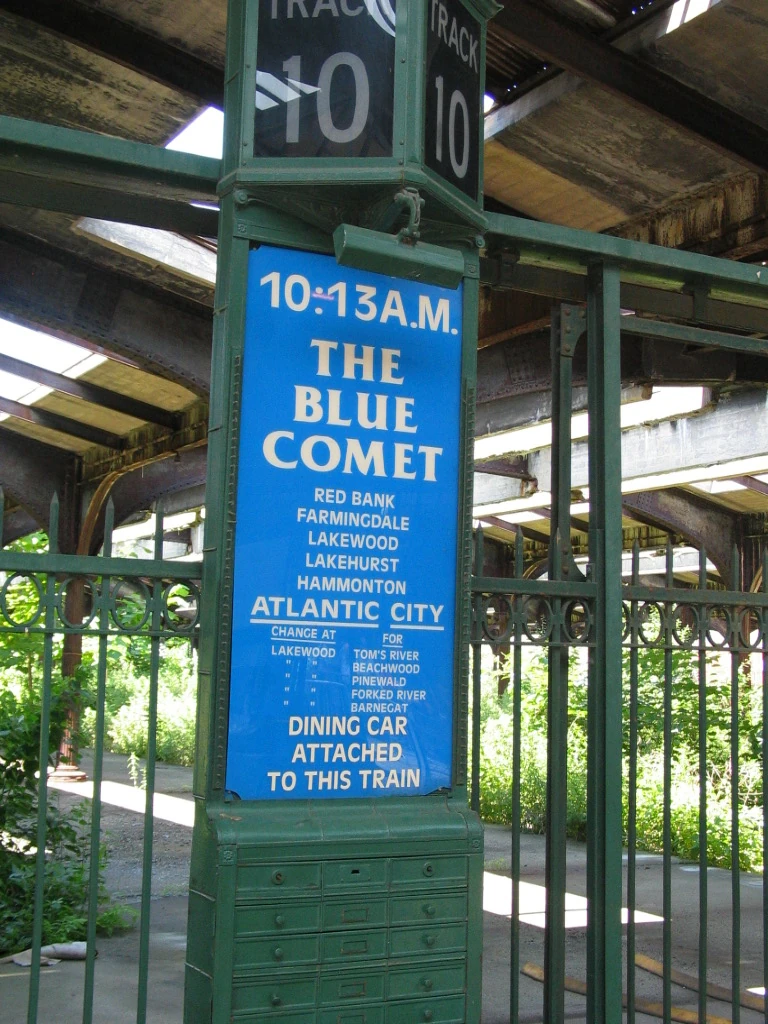 TRACK
10
TRACK
10
10:13A.M.
THE
BLUE
COMET
RED BANK
FARMINGDALE
LAKEWOOD
LAKEHURST
HAMMONTON
ATLANTIC CITY
CHANGE AT FOR
LAKEWOOD TOM'S RIVER
" " BEACHWOOD
" " PINEWALD
" " FORKED RIVER
" " BARNEGAT
DINING CAR
ATTACHED
TO THIS TRAIN